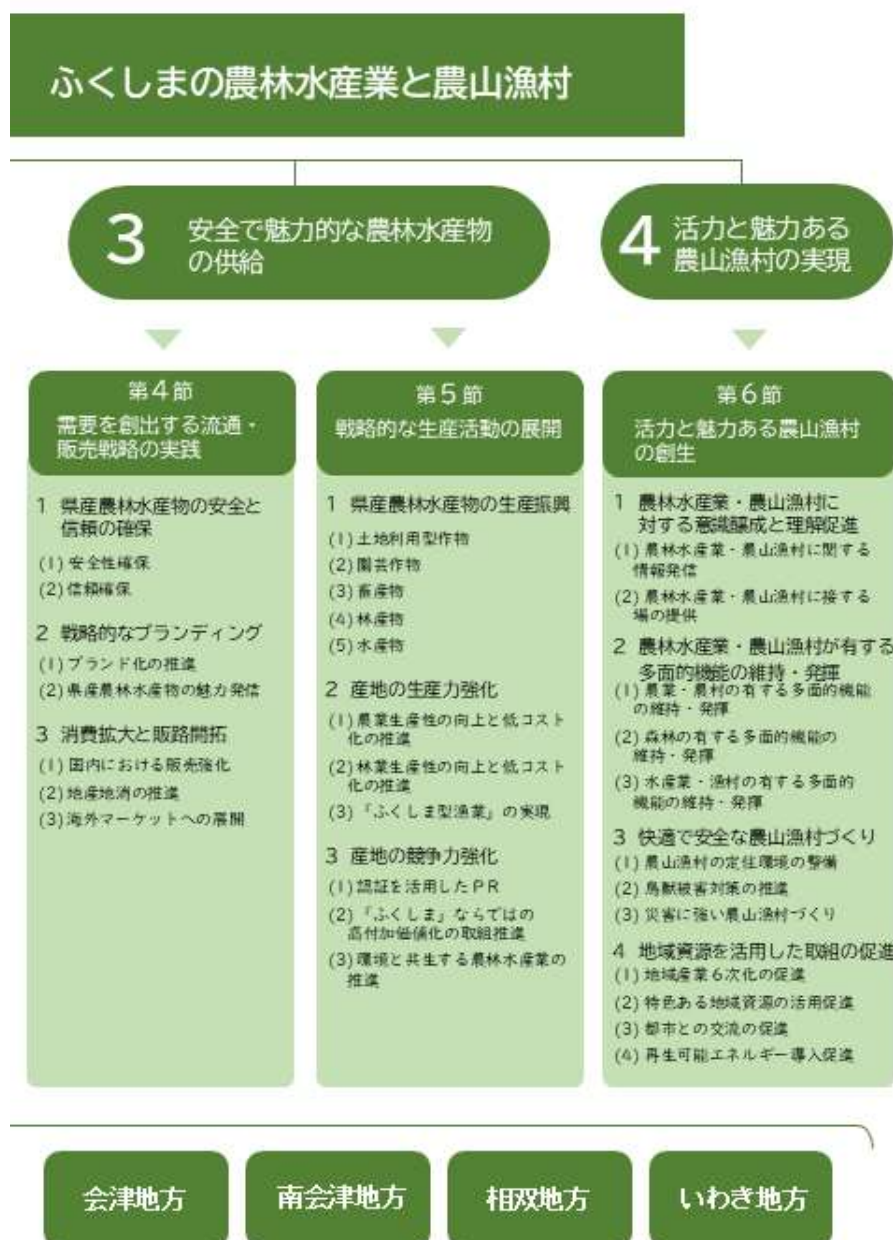 ふくしまの農林水産業と農山漁村
3
安全で魅力的な農林水産物
の供給
4
活力と魅力ある
農山漁村の実現
第4節
需要を創出する流通・
販売戦略の実践
1 県産農林水産物の安全と
信頼の確保
(1)安全性確保
(2)信頼確保
2 戦略的なブランディング
(1)ブランド化の推進
(2)県産農林水産物の魅力発信
3 消費拡大と販路開拓
(1)国内における販売強化
(2)地産地消の推進
(3)海外マーケットへの展開
第5節
戦略的な生産活動の展開
1 県産農林水産物の生産振興
(1)土地利用型作物
(2)園芸作物
(3)畜産物
(4)林産物
(5)水産物
2 産地の生産力強化
(1)農業生産性の向上と低コスト
化の推進
(2)林業生産性の向上と低コスト
化の推進
(3)「ふくしま型漁業」の実現
3 産地の競争力強化
(1)認証を活用したPR
(2)「ふくしま」ならではの
高付加価値化の取組推進
(3)環境と共生する農林水産業の
推進
第6節
活力と魅力ある農山漁村
の創生
1 農林水産業・農山漁村に
対する意識醸成と理解促進
(1)農林水産業・農山漁村に関する
情報発信
(2)農林水産業・農山漁村に接する
場の提供
2 農林水産業・農山漁村が有する
多面的機能の維持・発揮
(1)農業・農村の有する多面的機能
の維持・発揮
(2)森林の有する多面的機能の
維持・発揮
(3)水産業・漁村の有する多面的
機能の維持・発揮
3 快適で安全な農山漁村づくり
(1)農山漁村の定住環境の整備
(2)鳥獣被害対策の推進
(3)災害に強い農山漁村づくり
4 地域資源を活用した取組の促進
(1)地域産業6次化の促進
(2)特色ある地域資源の活用促進
(3)都市との交流の促進
(4)再生可能エネルギー導入促進
会津地方
南会津地方
相双地方
いわき地方